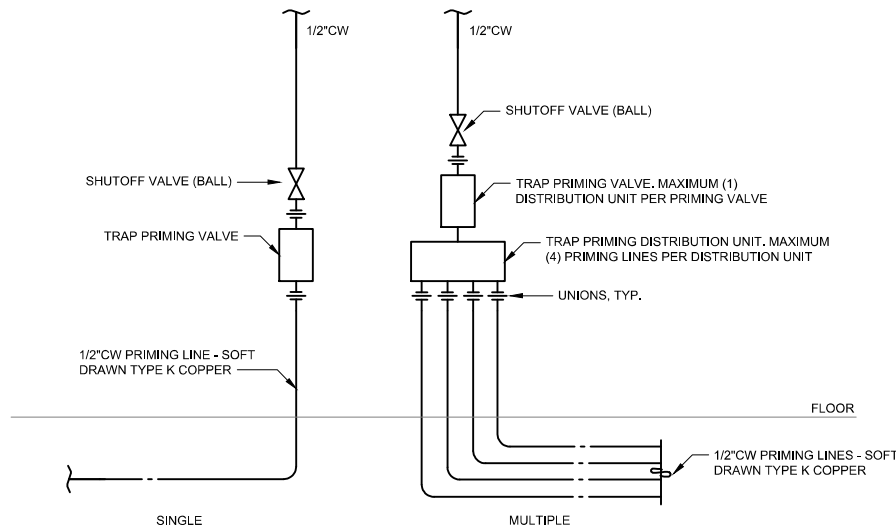 1/2"CW
SHUTOFF VALVE (BALL)
TRAP PRIMING VALVE
1/2"CW PRIMING LINE - SOFT
DRAWN TYPE K COPPER
SINGLE
1/2"CW
SHUTOFF VALVE (BALL)
TRAP PRIMING VALVE. MAXIMUM (1)
DISTRIBUTION UNIT PER PRIMING VALVE
TRAP PRIMING DISTRIBUTION UNIT. MAXIMUM
(4) PRIMING LINES PER DISTRIBUTION UNIT
UNIONS, TYP.
FLOOR
1/2"CW PRIMING LINES - SOFT
DRAWN TYPE K COPPER
MULTIPLE